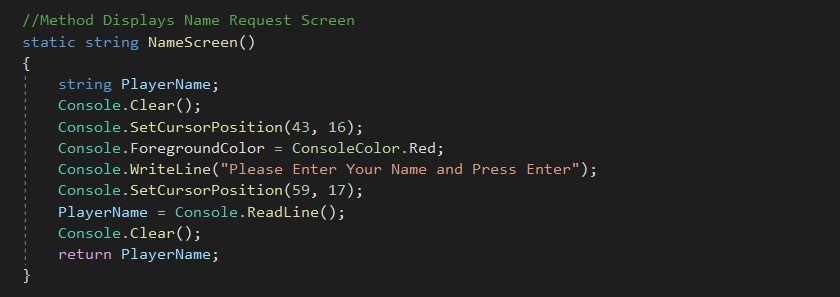 //Method Displays Name Request Screen
static string NameScreen()
{
    string PlayerName;
    Console.Clear();
    Console.SetCursorPosition(43, 16);
    Console.ForegroundColor = ConsoleColor.Red;
    Console.WriteLine("Please Enter Your Name and Press Enter");
    Console.SetCursorPosition(59, 17);
    PlayerName = Console.ReadLine();
    Console.Clear();
    return PlayerName;
}